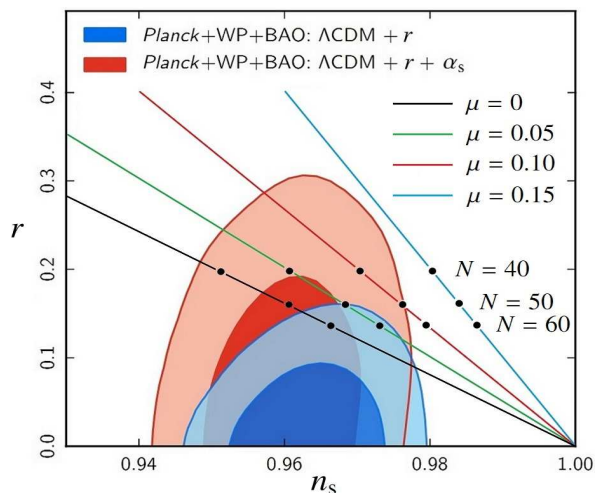 Planck+WP+BAO: ΛCDM + r
Planck+WP+BAO: ΛCDM + r + αs
μ = 0
μ = 0.05
μ = 0.10
μ = 0.15
N = 40
N = 50
N = 60
r
0.4
0.3
0.2
0.1
0.0
0.94 0.96 0.98 1.00
ns